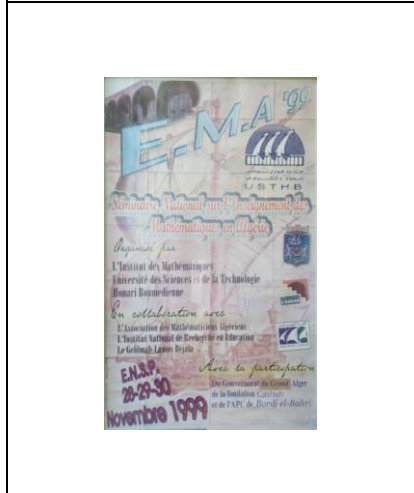 E.M.A '99
USTHB
Séminaire National sur l'Enseignement des
Mathématiques en Algérie
Organisé par
L'Institut des Mathématiques
Université des Sciences et de la Technologie
Houari Boumedienne
En collaboration avec
L'Association des Mathématiciens Algériens
L'Institut National de Recherche en Education
Le Gehimab-Lamos Béjaia
Avec la participation
Du Gouvernorat du Grand Alger
de la fondation Casbah
et de l'APC de Bordj el-Bahri
E.N.S.P.
28-29-30
Novembre 1999